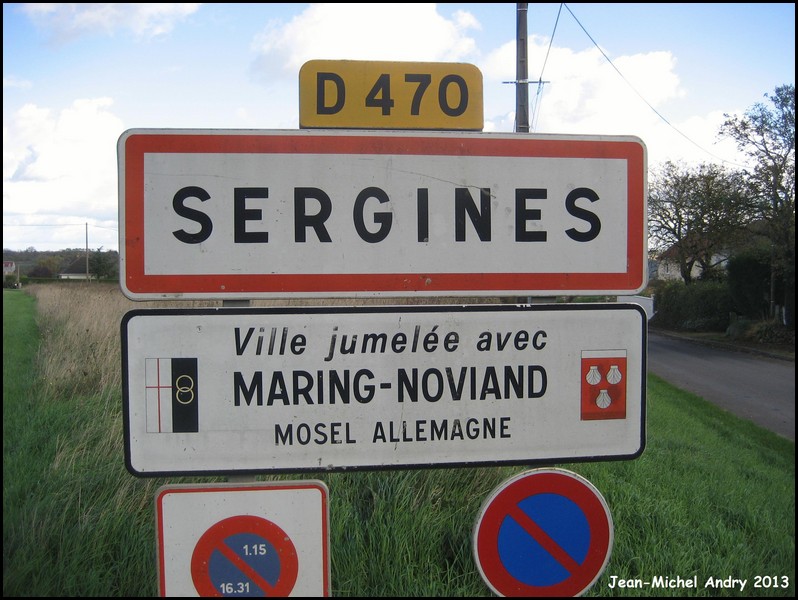 D 470
SERGINES
Ville jumelée avec
MARING-NOVIAND
MOSEL ALLEMAGNE
1.15
16.31
Jean-Michel Andry 2013